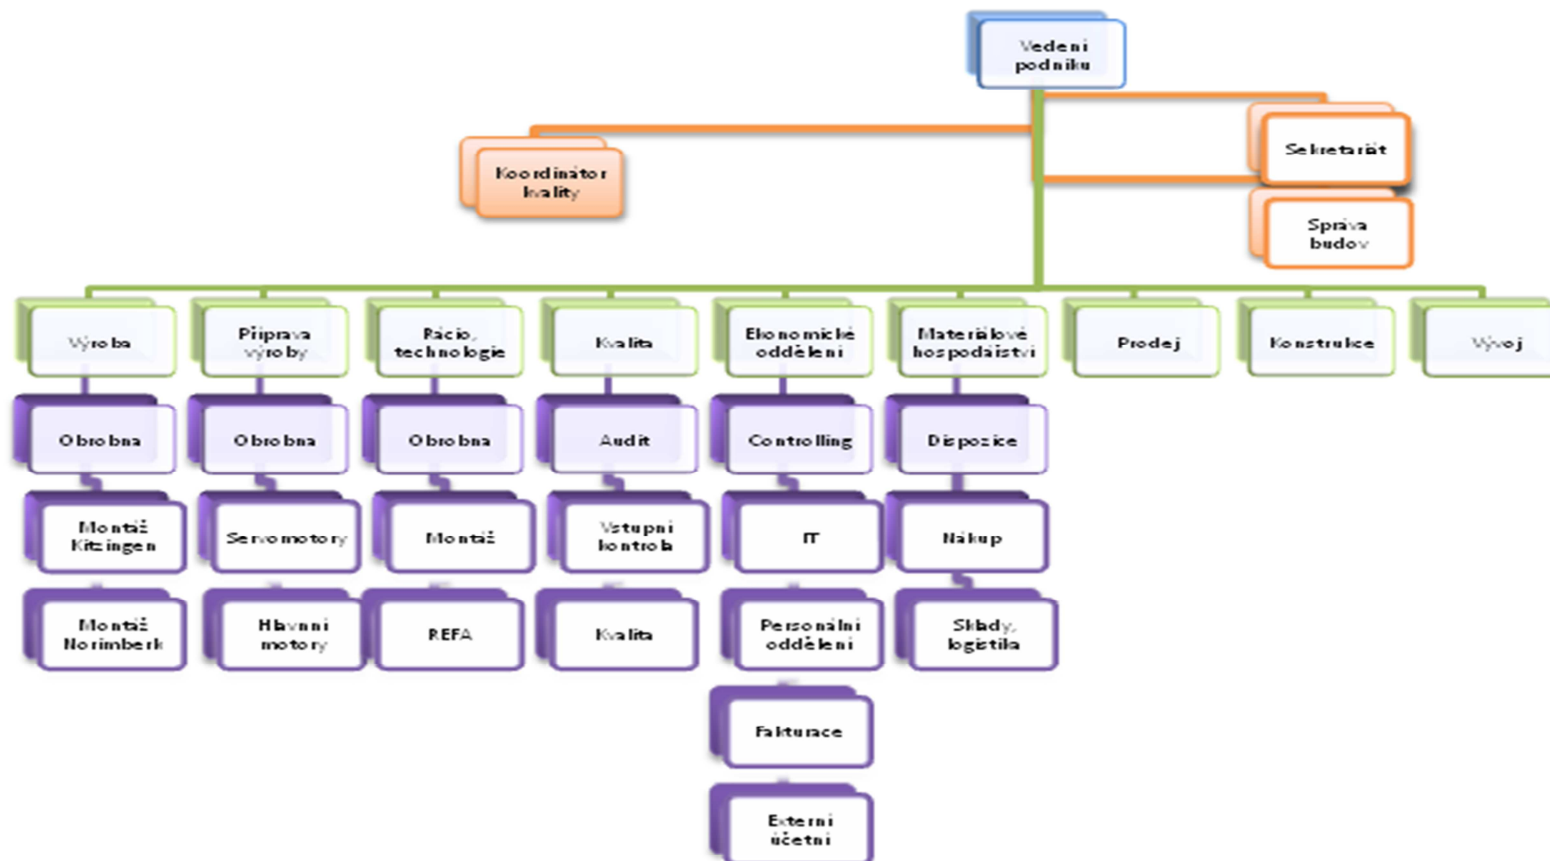 Vedení
podniku
Koordinátor
kvality
Sekretariát
Správa
budov
Výroba
Příprava
výroby
Rácio,
technologie
Kvalita
Ekonomické
oddělení
Materiálové
hospodářství
Prodej
Konstrukce
Vývoj
Obrobna
Obrobna
Obrobna
Audit
Controlling
Dispozice
Montáž
Kitzingen
Servomotory
Montáž
Vstupní
kontrola
IT
Nákup
Montáž
Norimberk
Hlavnní
motory
REFA
Kvalita
Personální
oddělení
Sklady,
logistika
Fakturace
Externí
účetní